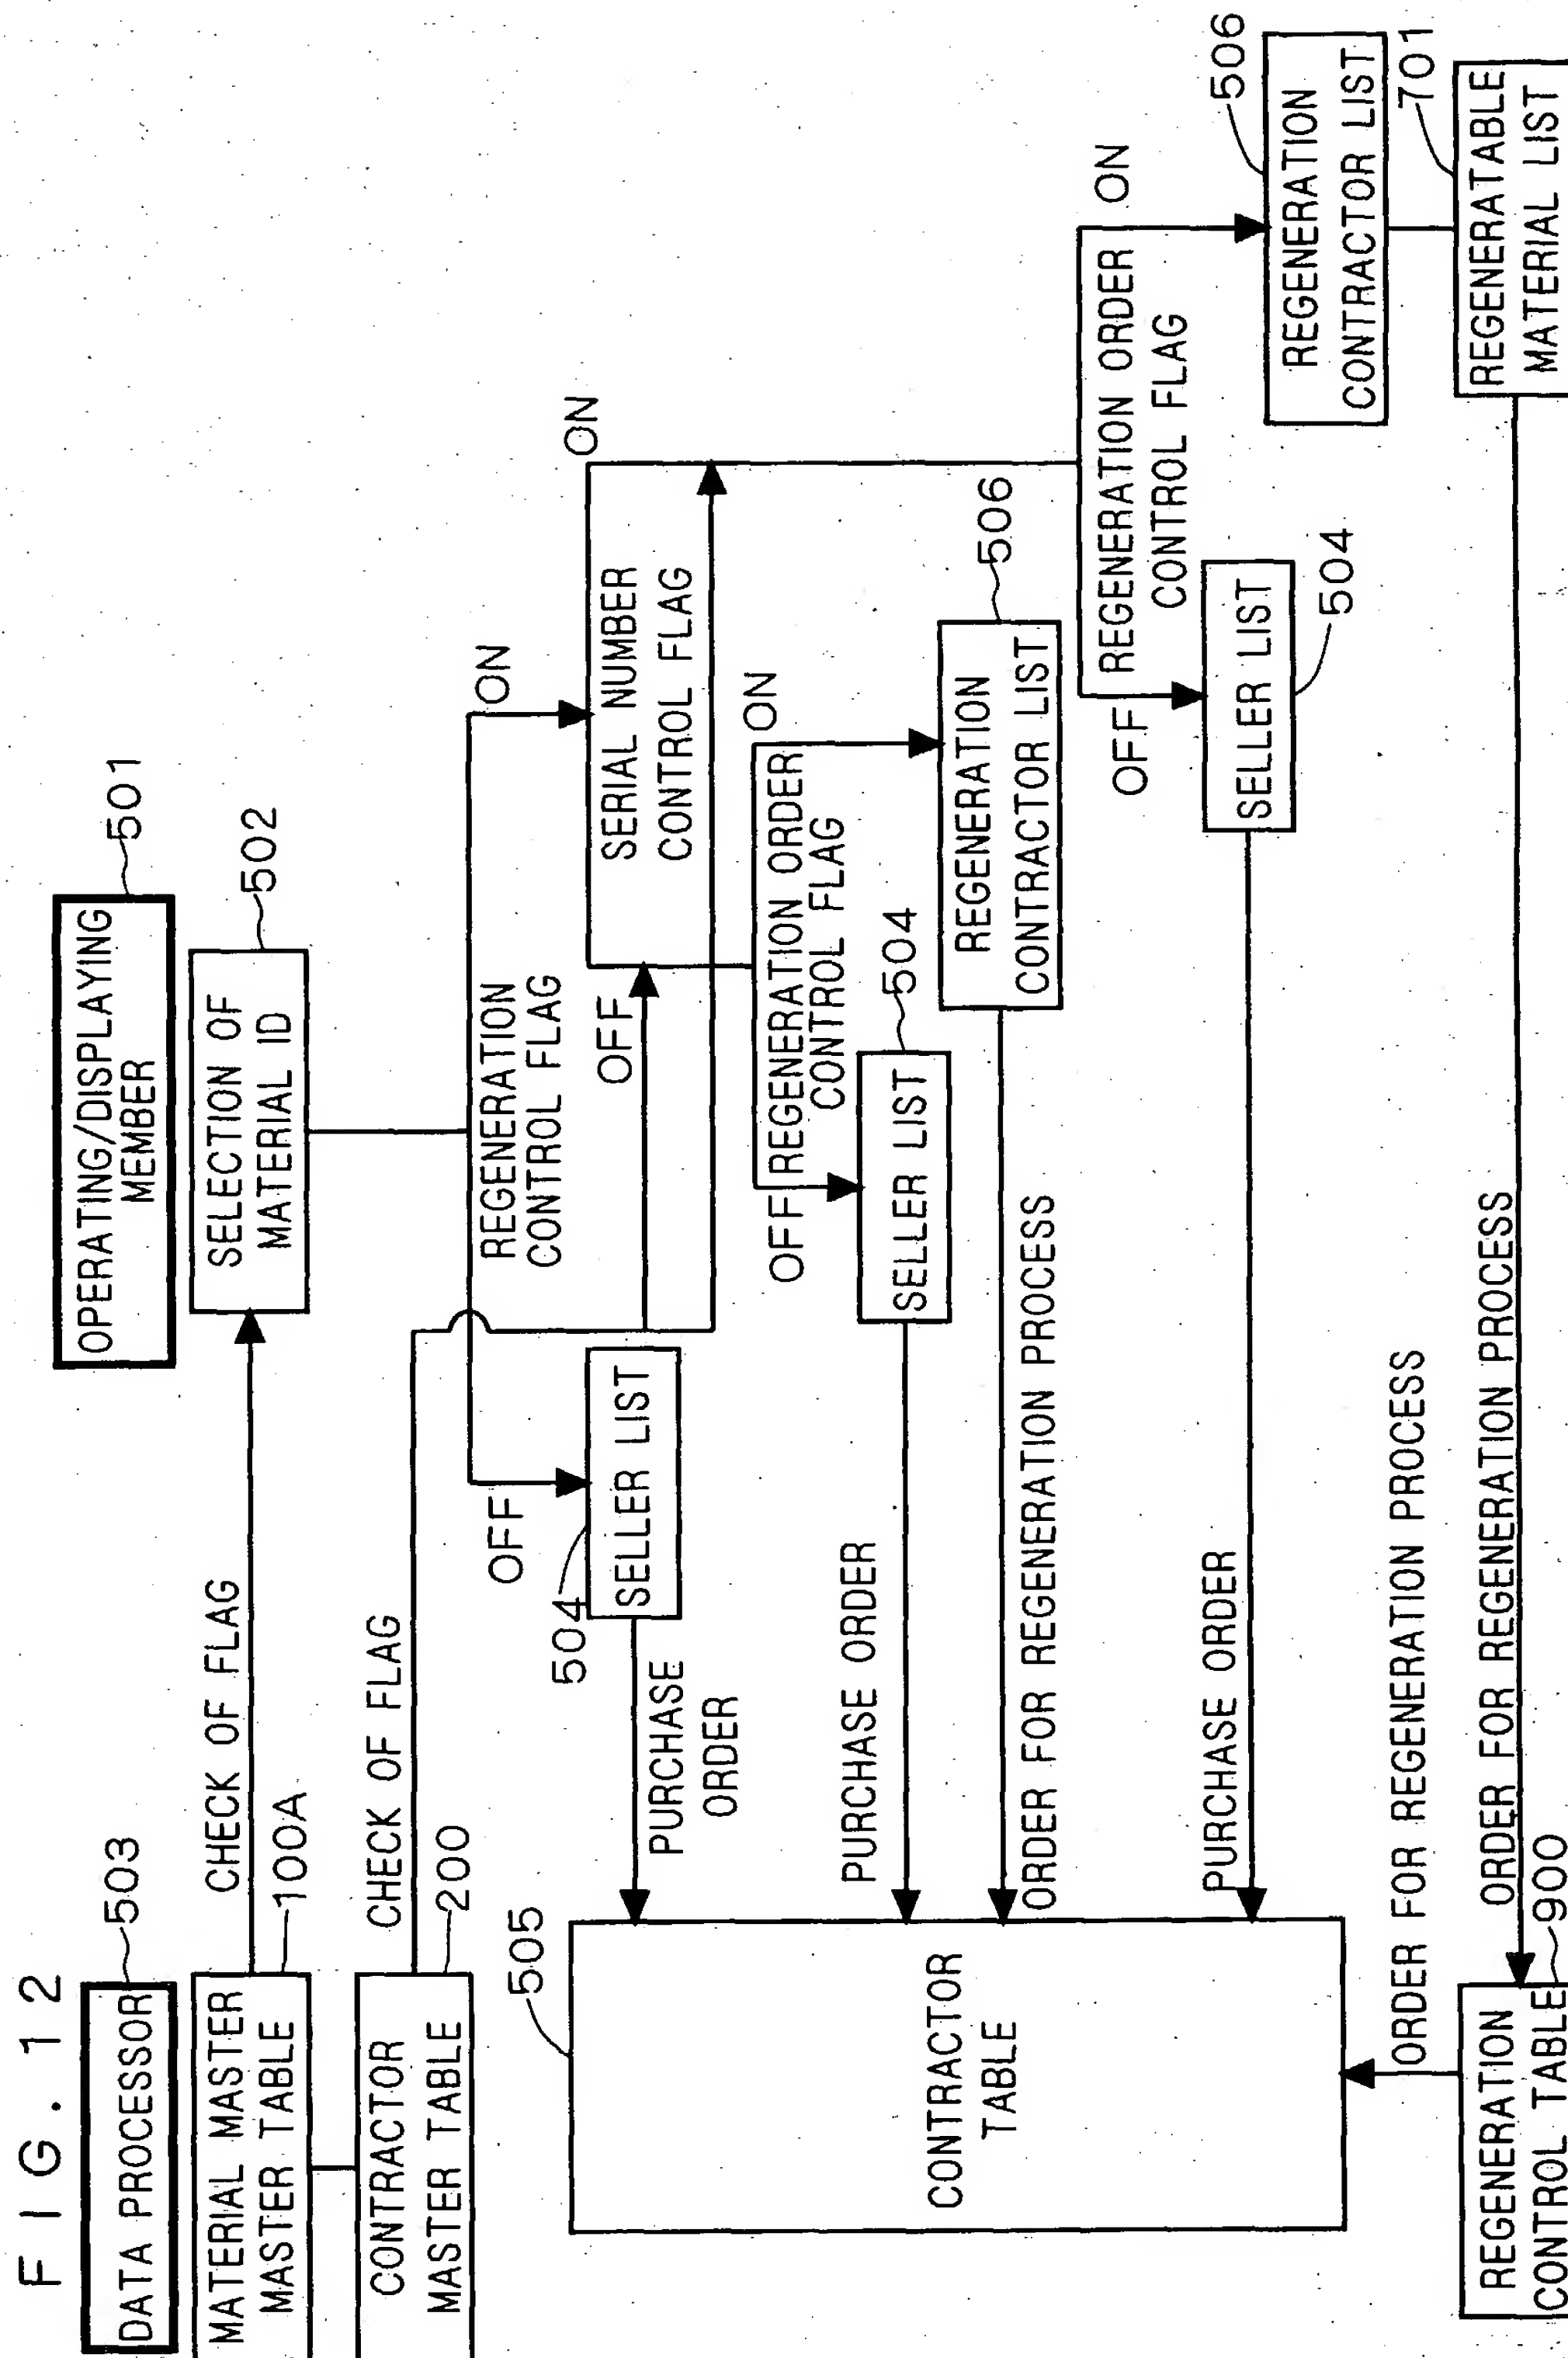 FIG. 12
DATA PROCESSOR
503
OPERATING/DISPLAYING
MEMBER
501
MATERIAL MASTER
MASTER TABLE
100A
CHECK OF FLAG
SELECTION OF
MATERIAL ID
502
CONTRACTOR
MASTER TABLE
200
CHECK OF FLAG
REGENERATION
CONTROL FLAG
OFF
ON
504
SELLER LIST
PURCHASE
ORDER
505
CONTRACTOR
TABLE
SERIAL NUMBER
CONTROL FLAG
OFF
ON
REGENERATION ORDER
CONTROL FLAG
OFF
ON
SELLER LIST
504
PURCHASE ORDER
REGENERATION
CONTRACTOR LIST
506
ORDER FOR REGENERATION PROCESS
REGENERATION ORDER
CONTROL FLAG
OFF
ON
SELLER LIST
504
PURCHASE ORDER
REGENERATION
CONTRACTOR LIST
506
REGENERATABLE
MATERIAL LIST
701
ORDER FOR REGENERATION PROCESS
ORDER FOR REGENERATION PROCESS
REGENERATION
CONTROL TABLE
900